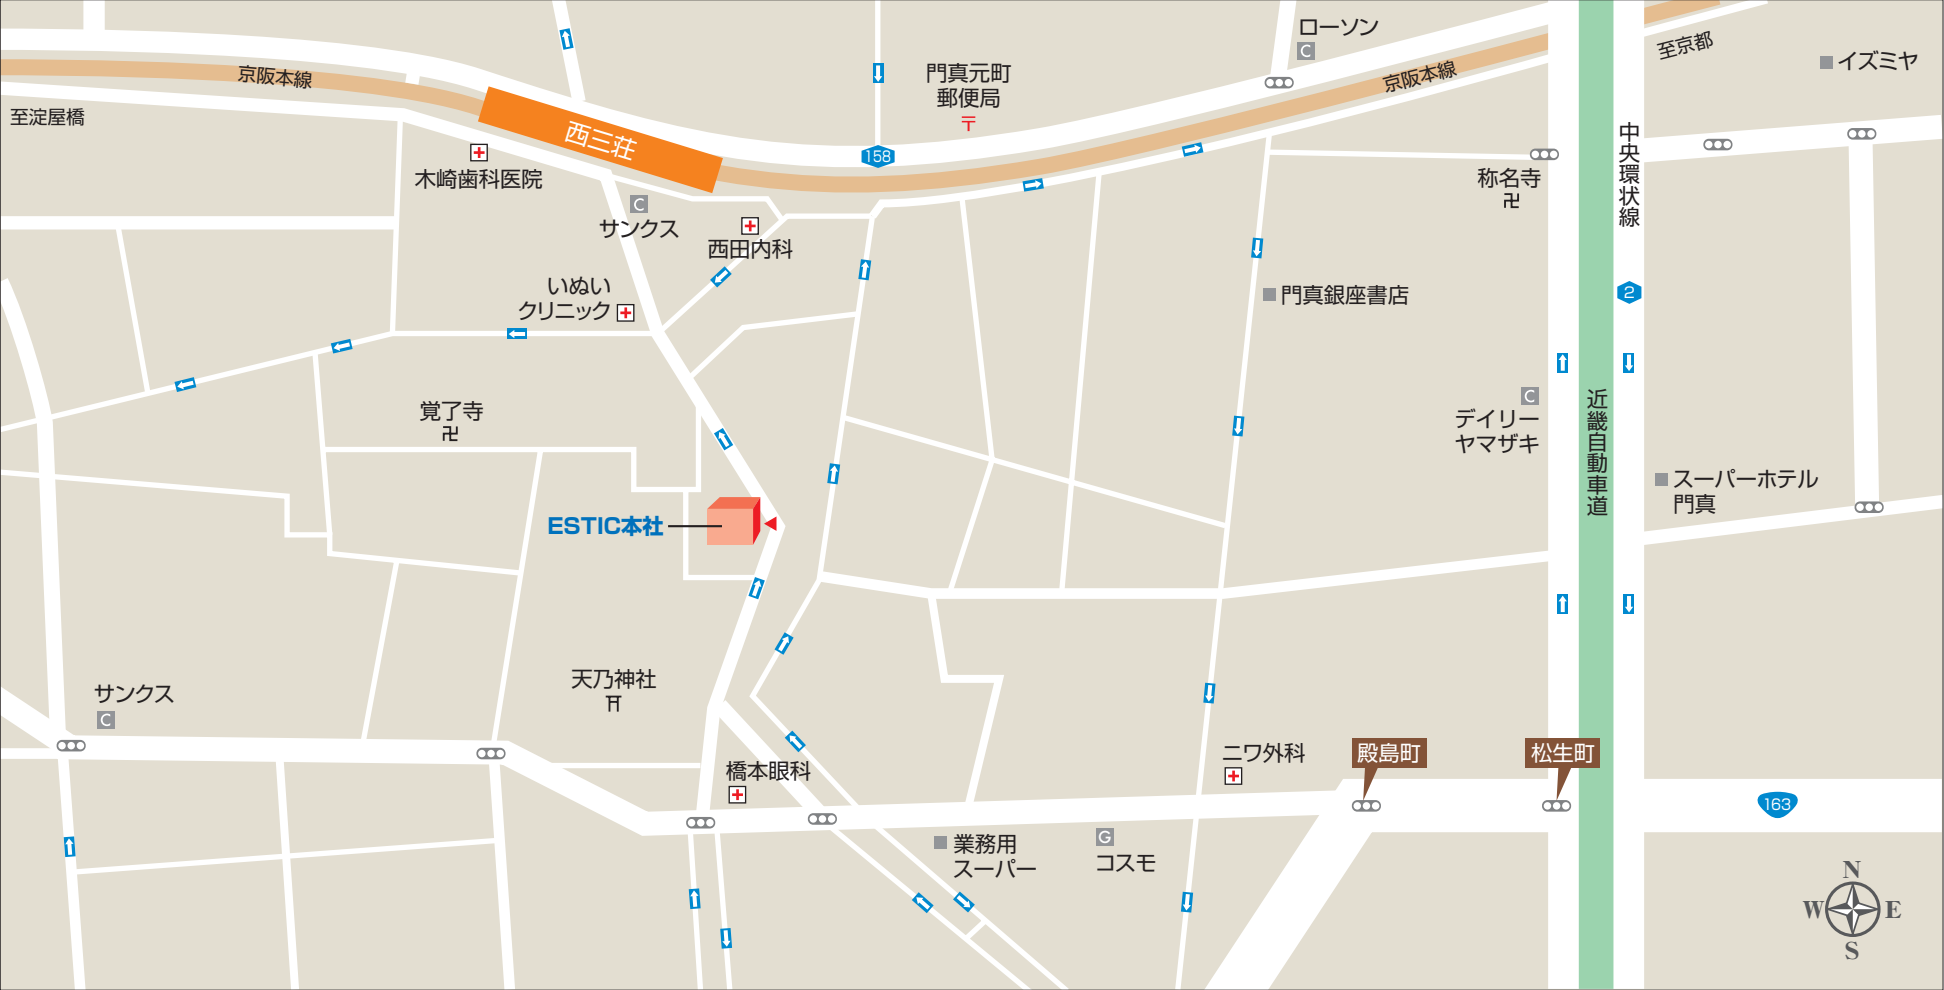 ローソン
C
至京都
イズミヤ
京阪本線
門真元町
郵便局
〒
京阪本線
至淀屋橋
西三荘
158
木崎歯科医院
C
サンクス
西田内科
称名寺
卍
中央環状線
いぬい
クリニック
門真銀座書店
2
覚了寺
卍
C
デイリー
ヤマザキ
近畿自動車道
スーパーホテル
門真
ESTIC本社
サンクス
C
天乃神社
橋本眼科
ニワ外科
殿島町
松生町
163
業務用
スーパー
G
コスモ
N
W
E
S